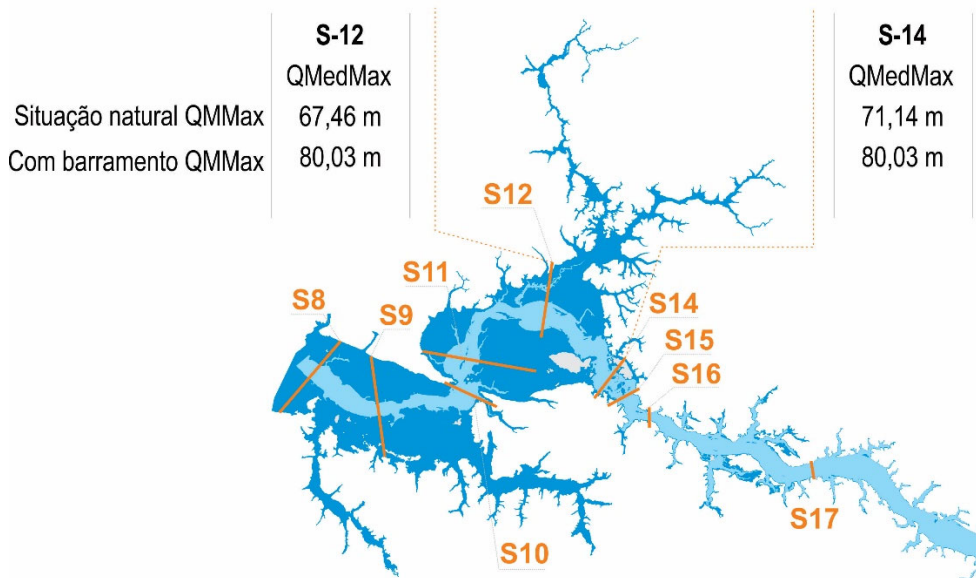 S-12
QMedMax
Situação natural QMMax 67,46 m
Com barramento QMMax 80,03 m
S-14
QMedMax
71,14 m
80,03 m
S12
S11
S8
S9
S14
S15
S16
S17
S10